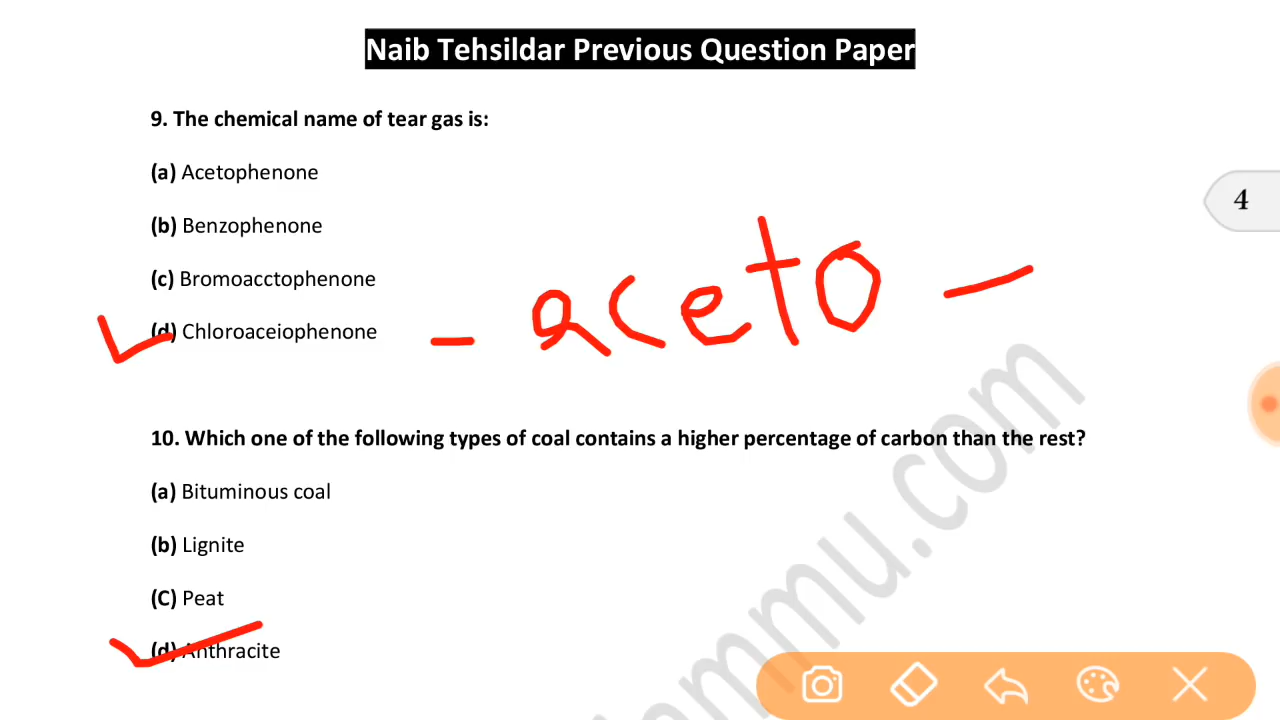 Naib Tehsildar Previous Question Paper
9. The chemical name of tear gas is:
(a) Acetophenone
4
(b) Benzophenone
(c) Bromoacctophenone
(d) Chloroaceiophenone - aceto -
10. Which one of the following types of coal contains a higher percentage of carbon than the rest?
(a) Bituminous coal
(b) Lignite
(C) Peat
(d) Anthracite